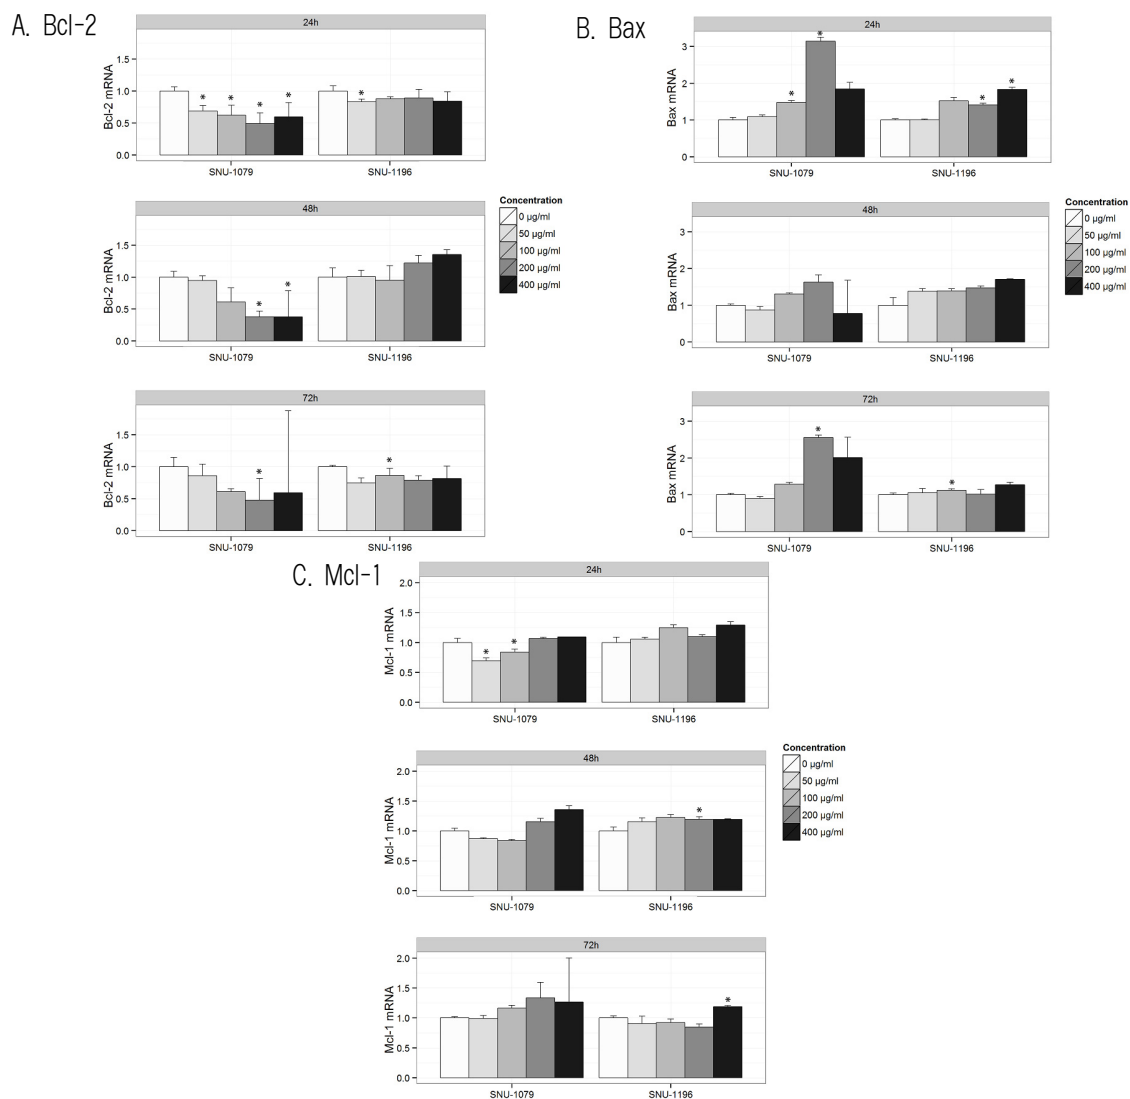 A. Bcl-2
24h
Bcl-2 mRNA
1.5
1.0
0.5
0.0
* * * * *
SNU-1079 SNU-1196
48h
Bcl-2 mRNA
1.5
1.0
0.5
0.0
* *
SNU-1079 SNU-1196
Concentration
0 µg/ml
50 µg/ml
100 µg/ml
200 µg/ml
400 µg/ml
72h
Bcl-2 mRNA
1.5
1.0
0.5
0.0
* *
SNU-1079 SNU-1196
B. Bax
24h
Bax mRNA
3
2
1
0
* * * *
SNU-1079 SNU-1196
48h
Bax mRNA
3
2
1
0
SNU-1079 SNU-1196
Concentration
0 µg/ml
50 µg/ml
100 µg/ml
200 µg/ml
400 µg/ml
72h
Bax mRNA
3
2
1
0
* *
SNU-1079 SNU-1196
C. Mcl-1
24h
Mcl-1 mRNA
2.0
1.5
1.0
0.5
0.0
* *
SNU-1079 SNU-1196
48h
Mcl-1 mRNA
2.0
1.5
1.0
0.5
0.0
*
SNU-1079 SNU-1196
Concentration
0 µg/ml
50 µg/ml
100 µg/ml
200 µg/ml
400 µg/ml
72h
Mcl-1 mRNA
2.0
1.5
1.0
0.5
0.0
*
SNU-1079 SNU-1196